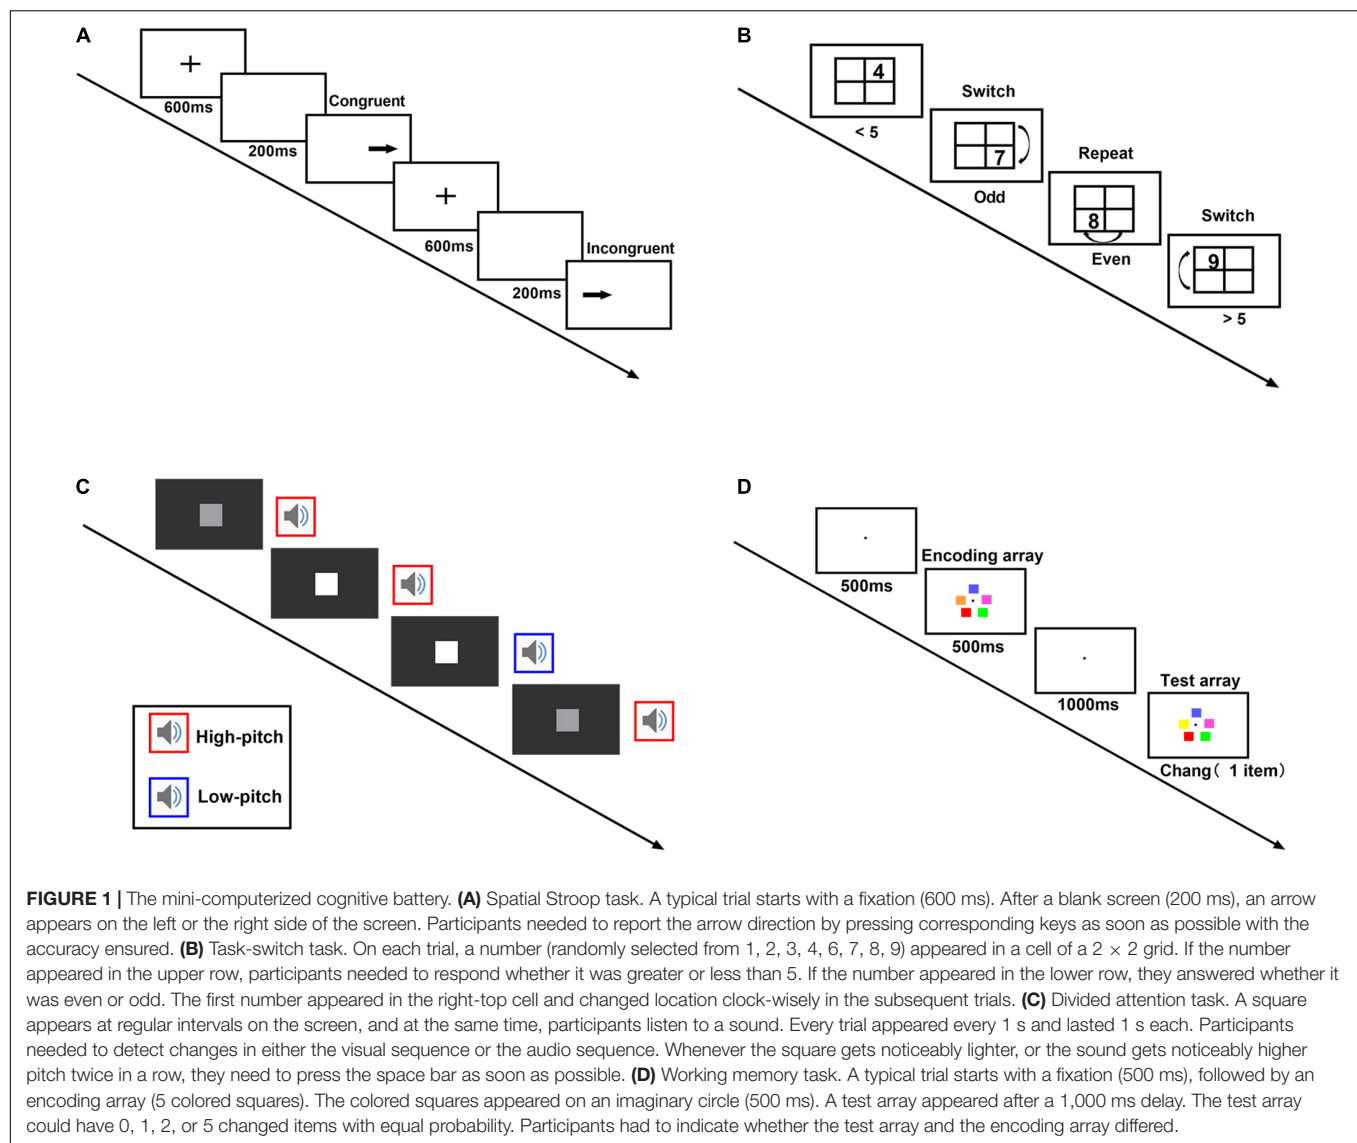 A
600ms
200ms
Congruent
600ms
200ms
Incongruent
B
4
< 5
Switch
7
Odd
Repeat
8
Even
Switch
9
> 5
C
High-pitch
Low-pitch
D
500ms
Encoding array
500ms
1000ms
Test array
Chang( 1 item)
FIGURE 1 | The mini-computerized cognitive battery. (A) Spatial Stroop task. A typical trial starts with a fixation (600 ms). After a blank screen (200 ms), an arrow
appears on the left or the right side of the screen. Participants needed to report the arrow direction by pressing corresponding keys as soon as possible with the
accuracy ensured. (B) Task-switch task. On each trial, a number (randomly selected from 1, 2, 3, 4, 6, 7, 8, 9) appeared in a cell of a 2 × 2 grid. If the number
appeared in the upper row, participants needed to respond whether it was greater or less than 5. If the number appeared in the lower row, they answered whether it
was even or odd. The first number appeared in the right-top cell and changed location clock-wisely in the subsequent trials. (C) Divided attention task. A square
appears at regular intervals on the screen, and at the same time, participants listen to a sound. Every trial appeared every 1 s and lasted 1 s each. Participants
needed to detect changes in either the visual sequence or the audio sequence. Whenever the square gets noticeably lighter, or the sound gets noticeably higher
pitch twice in a row, they need to press the space bar as soon as possible. (D) Working memory task. A typical trial starts with a fixation (500 ms), followed by an
encoding array (5 colored squares). The colored squares appeared on an imaginary circle (500 ms). A test array appeared after a 1,000 ms delay. The test array
could have 0, 1, 2, or 5 changed items with equal probability. Participants had to indicate whether the test array and the encoding array differed.